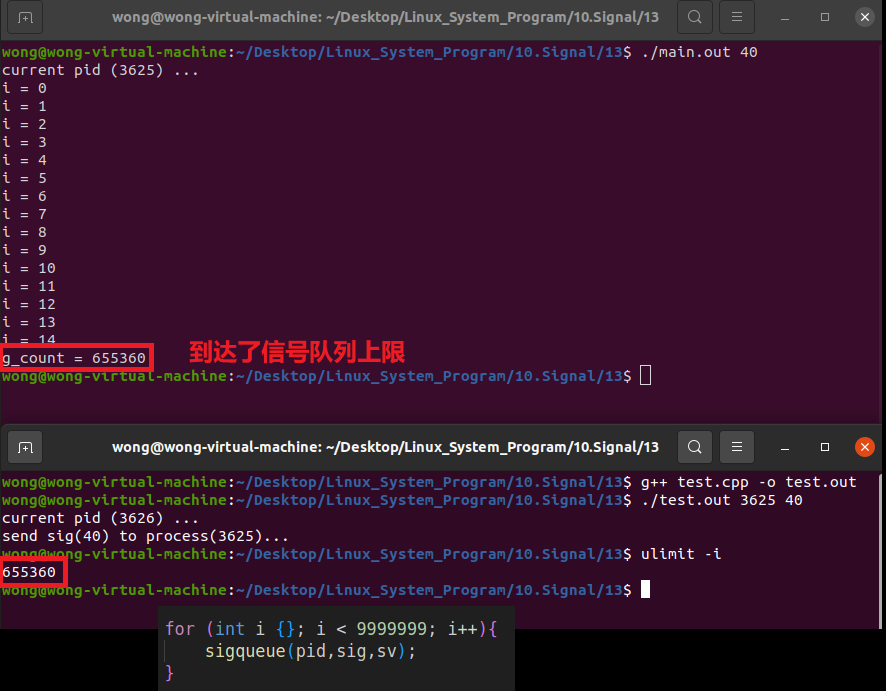 wong@wong-virtual-machine: ~/Desktop/Linux_System_Program/10.Signal/13
wong@wong-virtual-machine:~/Desktop/Linux_System_Program/10.Signal/13$ ./main.out 40
current pid (3625) ...
i = 0
i = 1
i = 2
i = 3
i = 4
i = 5
i = 6
i = 7
i = 8
i = 9
i = 10
i = 11
i = 12
i = 13
i = 14
g_count = 655360 到达了信号队列上限
wong@wong-virtual-machine:~/Desktop/Linux_System_Program/10.Signal/13$
wong@wong-virtual-machine: ~/Desktop/Linux_System_Program/10.Signal/13
wong@wong-virtual-machine:~/Desktop/Linux_System_Program/10.Signal/13$ g++ test.cpp -o test.out
wong@wong-virtual-machine:~/Desktop/Linux_System_Program/10.Signal/13$ ./test.out 3625 40
current pid (3626) ...
send sig(40) to process(3625)...
wong@wong-virtual-machine:~/Desktop/Linux_System_Program/10.Signal/13$ ulimit -i
655360
wong@wong-virtual-machine:~/Desktop/Linux_System_Program/10.Signal/13$
for (int i {}; i < 9999999; i++){
    sigqueue(pid,sig,sv);
}